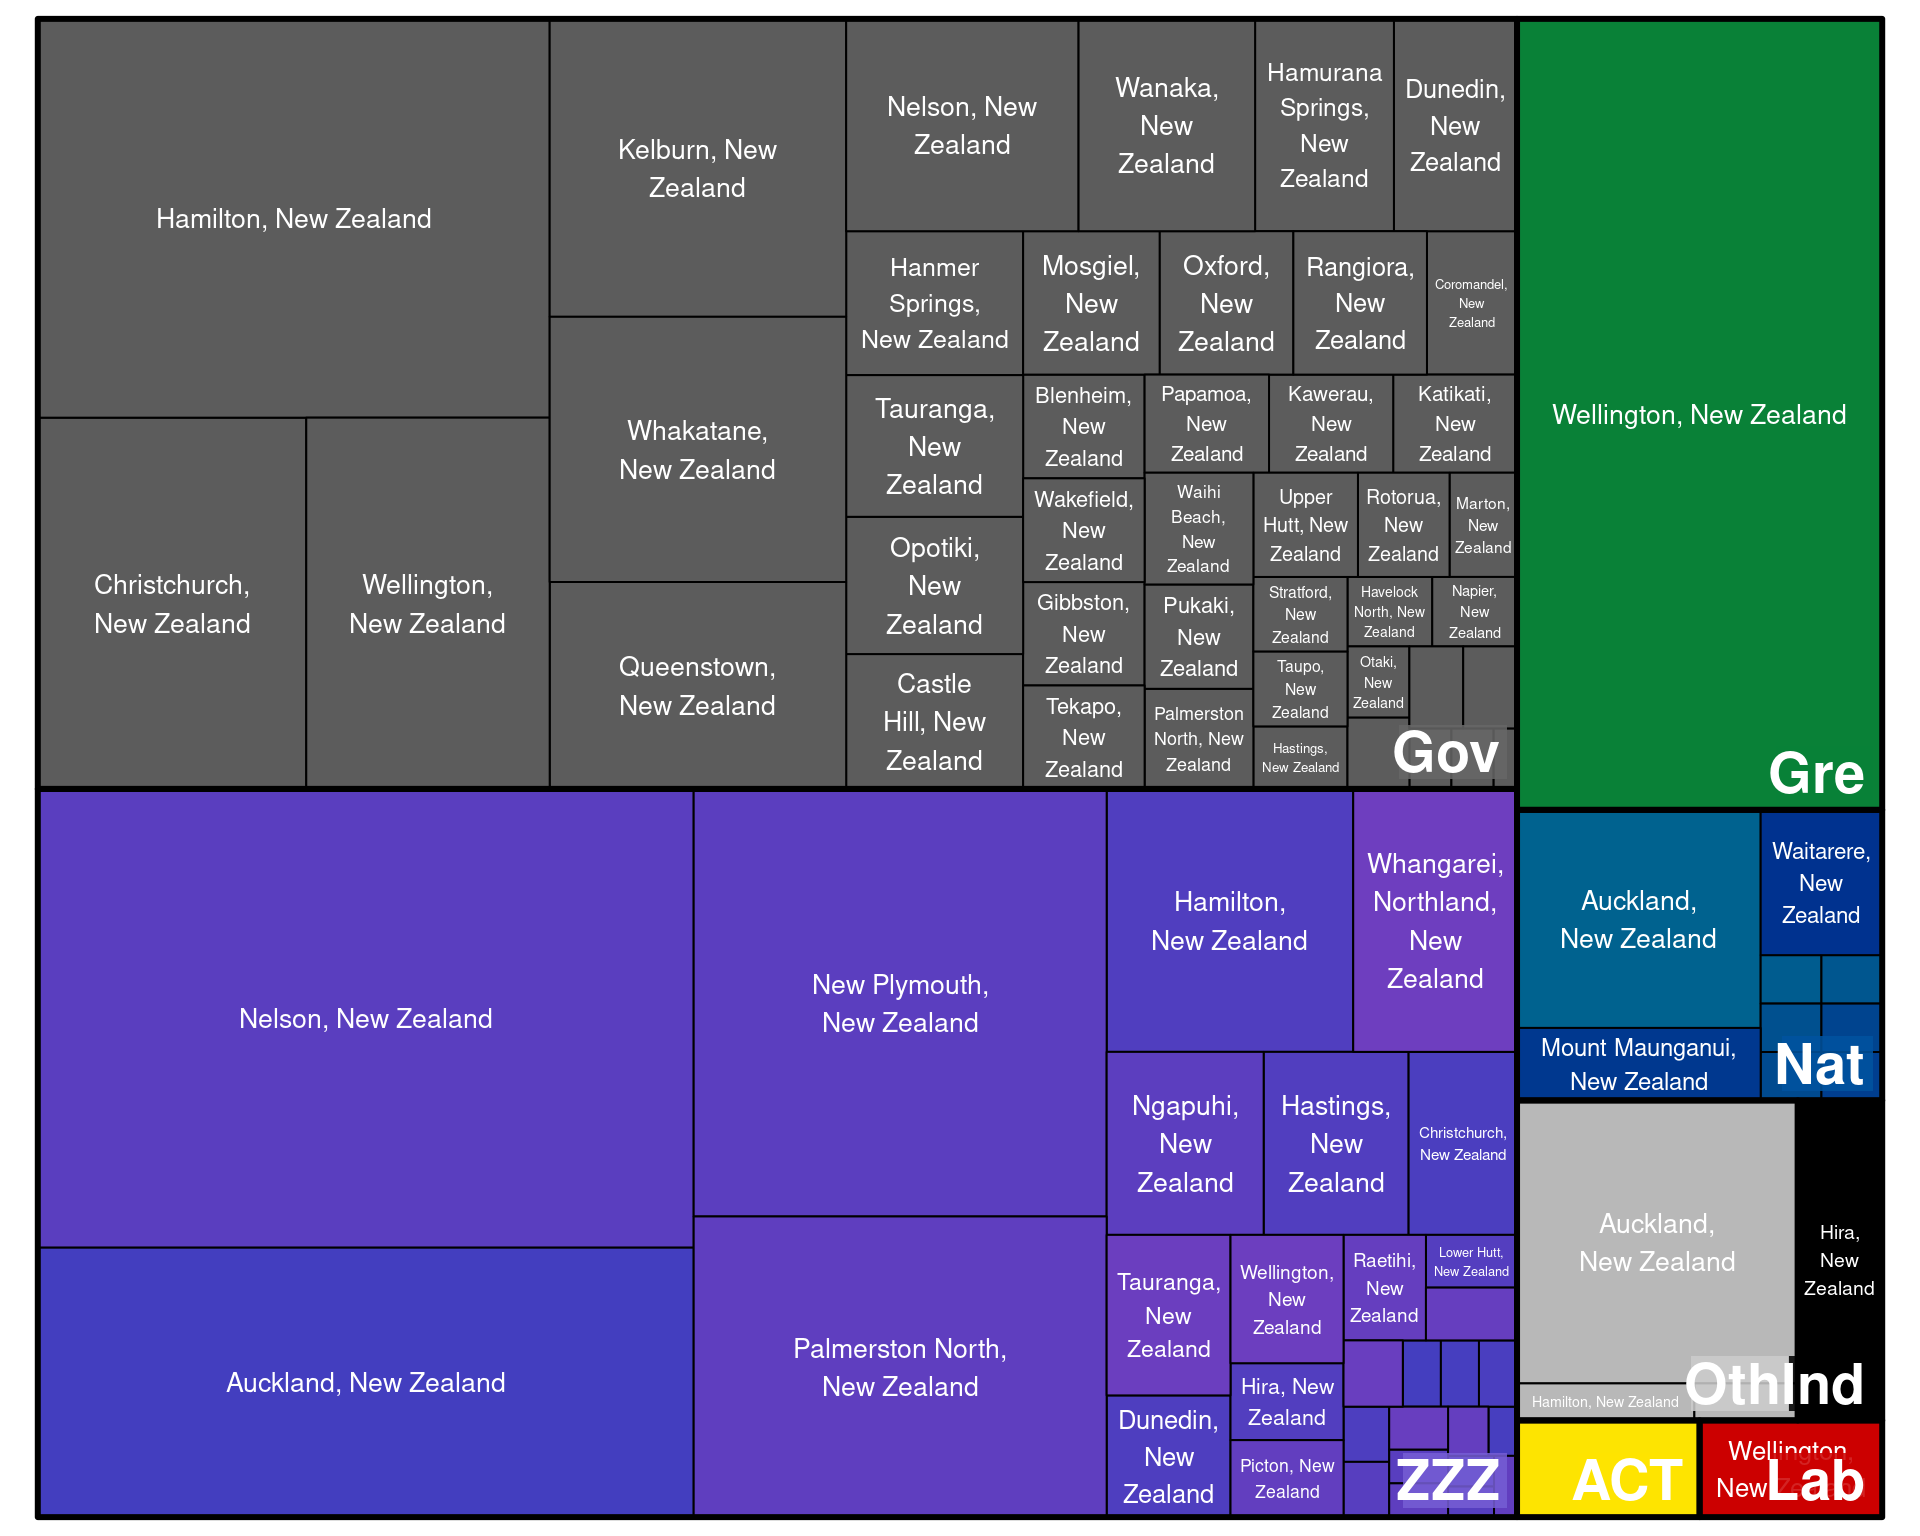 Hamilton, New Zealand
Kelburn, New
Zealand
Nelson, New
Zealand
Wanaka,
New
Zealand
Hamurana
Springs,
New
Zealand
Dunedin,
New
Zealand
Hanmer
Springs,
New Zealand
Mosgiel,
New
Zealand
Oxford,
New
Zealand
Rangiora,
New
Zealand
Coromandel,
New
Zealand
Christchurch,
New Zealand
Wellington,
New Zealand
Whakatane,
New Zealand
Queenstown,
New Zealand
Tauranga,
New
Zealand
Opotiki,
New
Zealand
Castle
Hill, New
Zealand
Blenheim,
New
Zealand
Wakefield,
New
Zealand
Gibbston,
New
Zealand
Tekapo,
New
Zealand
Papamoa,
New
Zealand
Kawerau,
New
Zealand
Katikati,
New
Zealand
Waihi
Beach,
New
Zealand
Upper
Hutt, New
Zealand
Rotorua,
New
Zealand
Marton,
New
Zealand
Pukaki,
New
Zealand
Palmerston
North, New
Zealand
Stratford,
New
Zealand
Havelock
North, New
Zealand
Napier,
New
Zealand
Taupo,
New
Zealand
Otaki,
New
Zealand
Hastings,
New Zealand
Gov
Wellington, New Zealand
Gre
Nelson, New Zealand
Auckland, New Zealand
New Plymouth,
New Zealand
Palmerston North,
New Zealand
Hamilton,
New Zealand
Whangarei,
Northland,
New
Zealand
Ngapuhi,
New
Zealand
Hastings,
New
Zealand
Christchurch,
New Zealand
Tauranga,
New
Zealand
Wellington,
New
Zealand
Raetihi,
New
Zealand
Lower Hutt,
New Zealand
Hira, New
Zealand
Dunedin,
New
Zealand
Picton, New
Zealand
ZZZ
Auckland,
New Zealand
Waitarere,
New
Zealand
Mount Maunganui,
New Zealand
Nat
Auckland,
New Zealand
Hira,
New
Zealand
Hamilton, New Zealand
OthInd
ACT
Wellington,
New Zealand
Lab